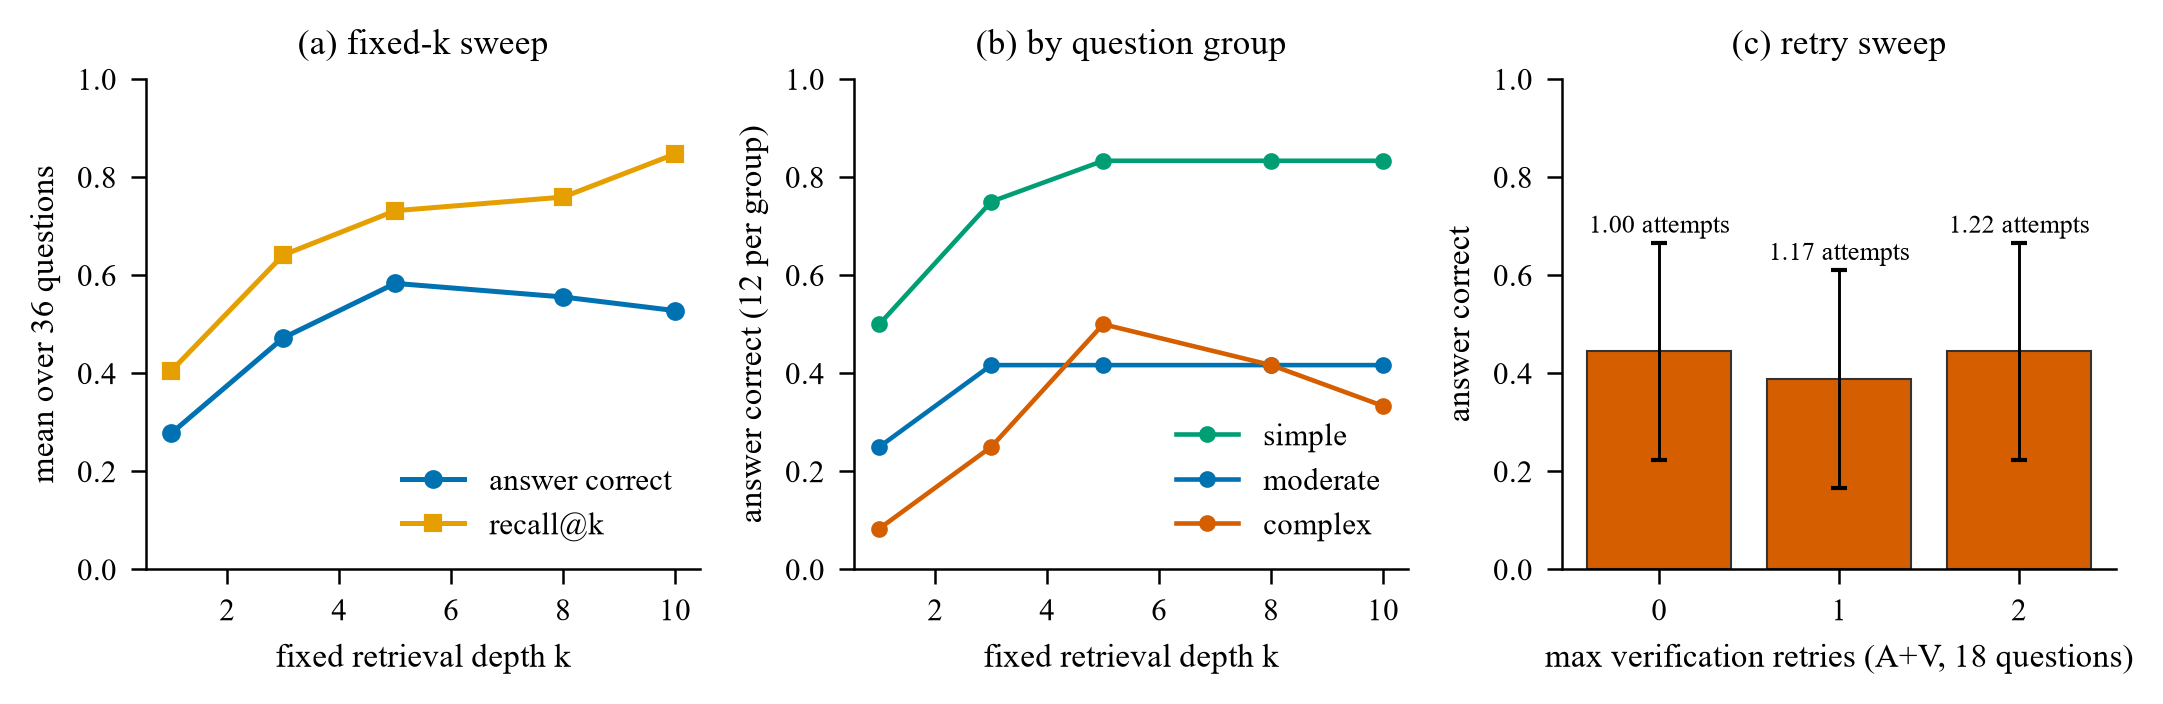 (a) fixed-k sweep
mean over 36 questions
1.0
0.8
0.6
0.4
0.2
0.0
answer correct
recall@k
2 4 6 8 10
fixed retrieval depth k
(b) by question group
answer correct (12 per group)
1.0
0.8
0.6
0.4
0.2
0.0
simple
moderate
complex
2 4 6 8 10
fixed retrieval depth k
(c) retry sweep
answer correct
1.0
0.8
0.6
0.4
0.2
0.0
1.00 attempts
1.17 attempts
1.22 attempts
0 1 2
max verification retries (A+V, 18 questions)